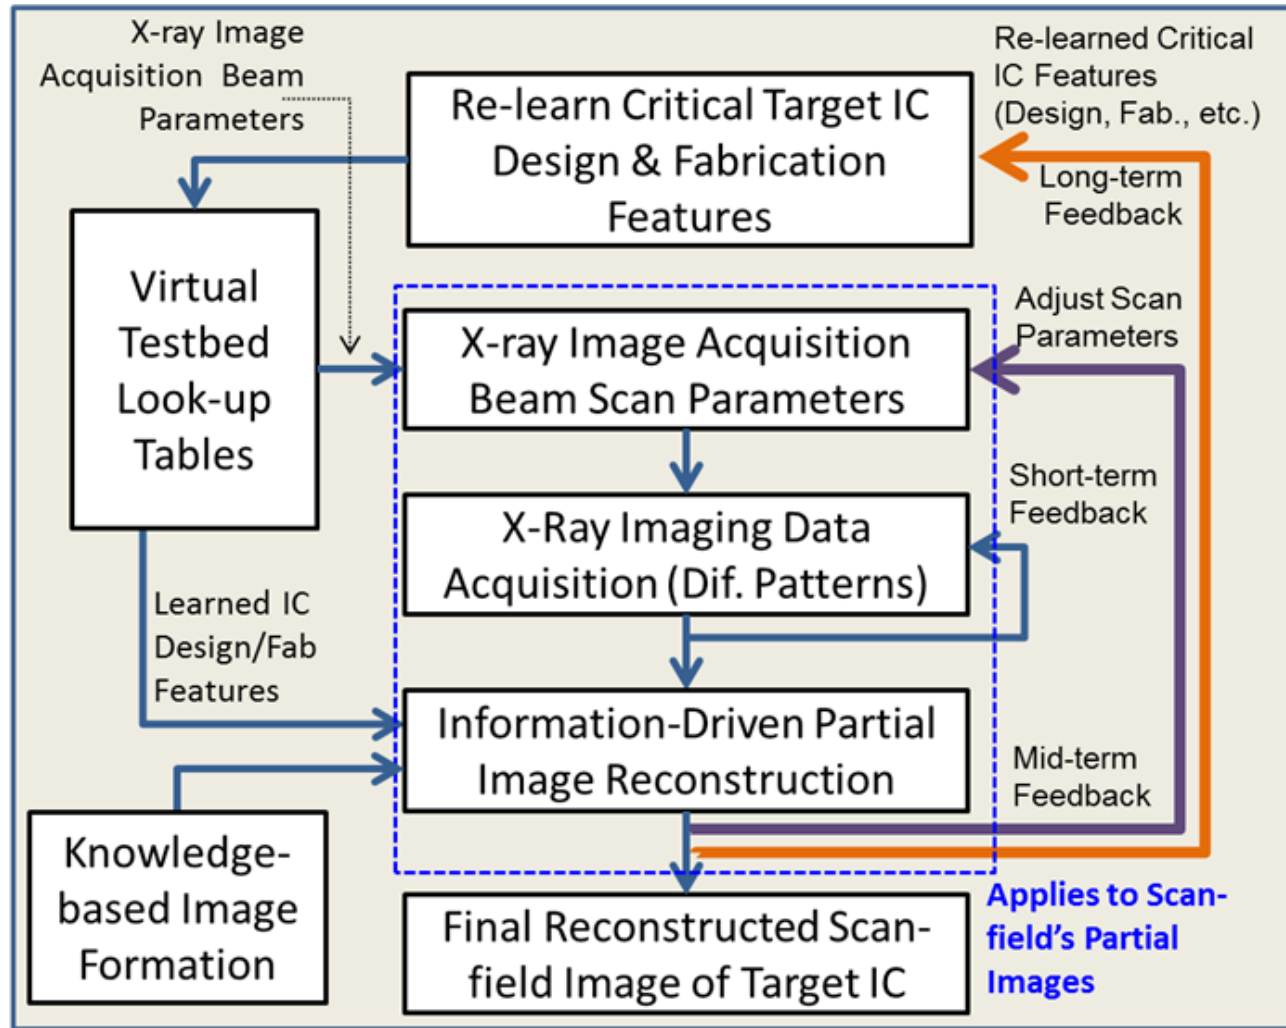 X-ray Image
Acquisition Beam
Parameters
Re-learned Critical
IC Features
(Design, Fab., etc.)
Re-learn Critical Target IC
Design & Fabrication
Features
Long-term
Feedback
Virtual
Testbed
Look-up
Tables
Adjust Scan
Parameters
X-ray Image Acquisition
Beam Scan Parameters
Short-term
Feedback
X-Ray Imaging Data
Acquisition (Dif. Patterns)
Learned IC
Design/Fab
Features
Information-Driven Partial
Image Reconstruction
Mid-term
Feedback
Knowledge-
based Image
Formation
Final Reconstructed Scan-
field Image of Target IC
Applies to Scan-
field's Partial
Images